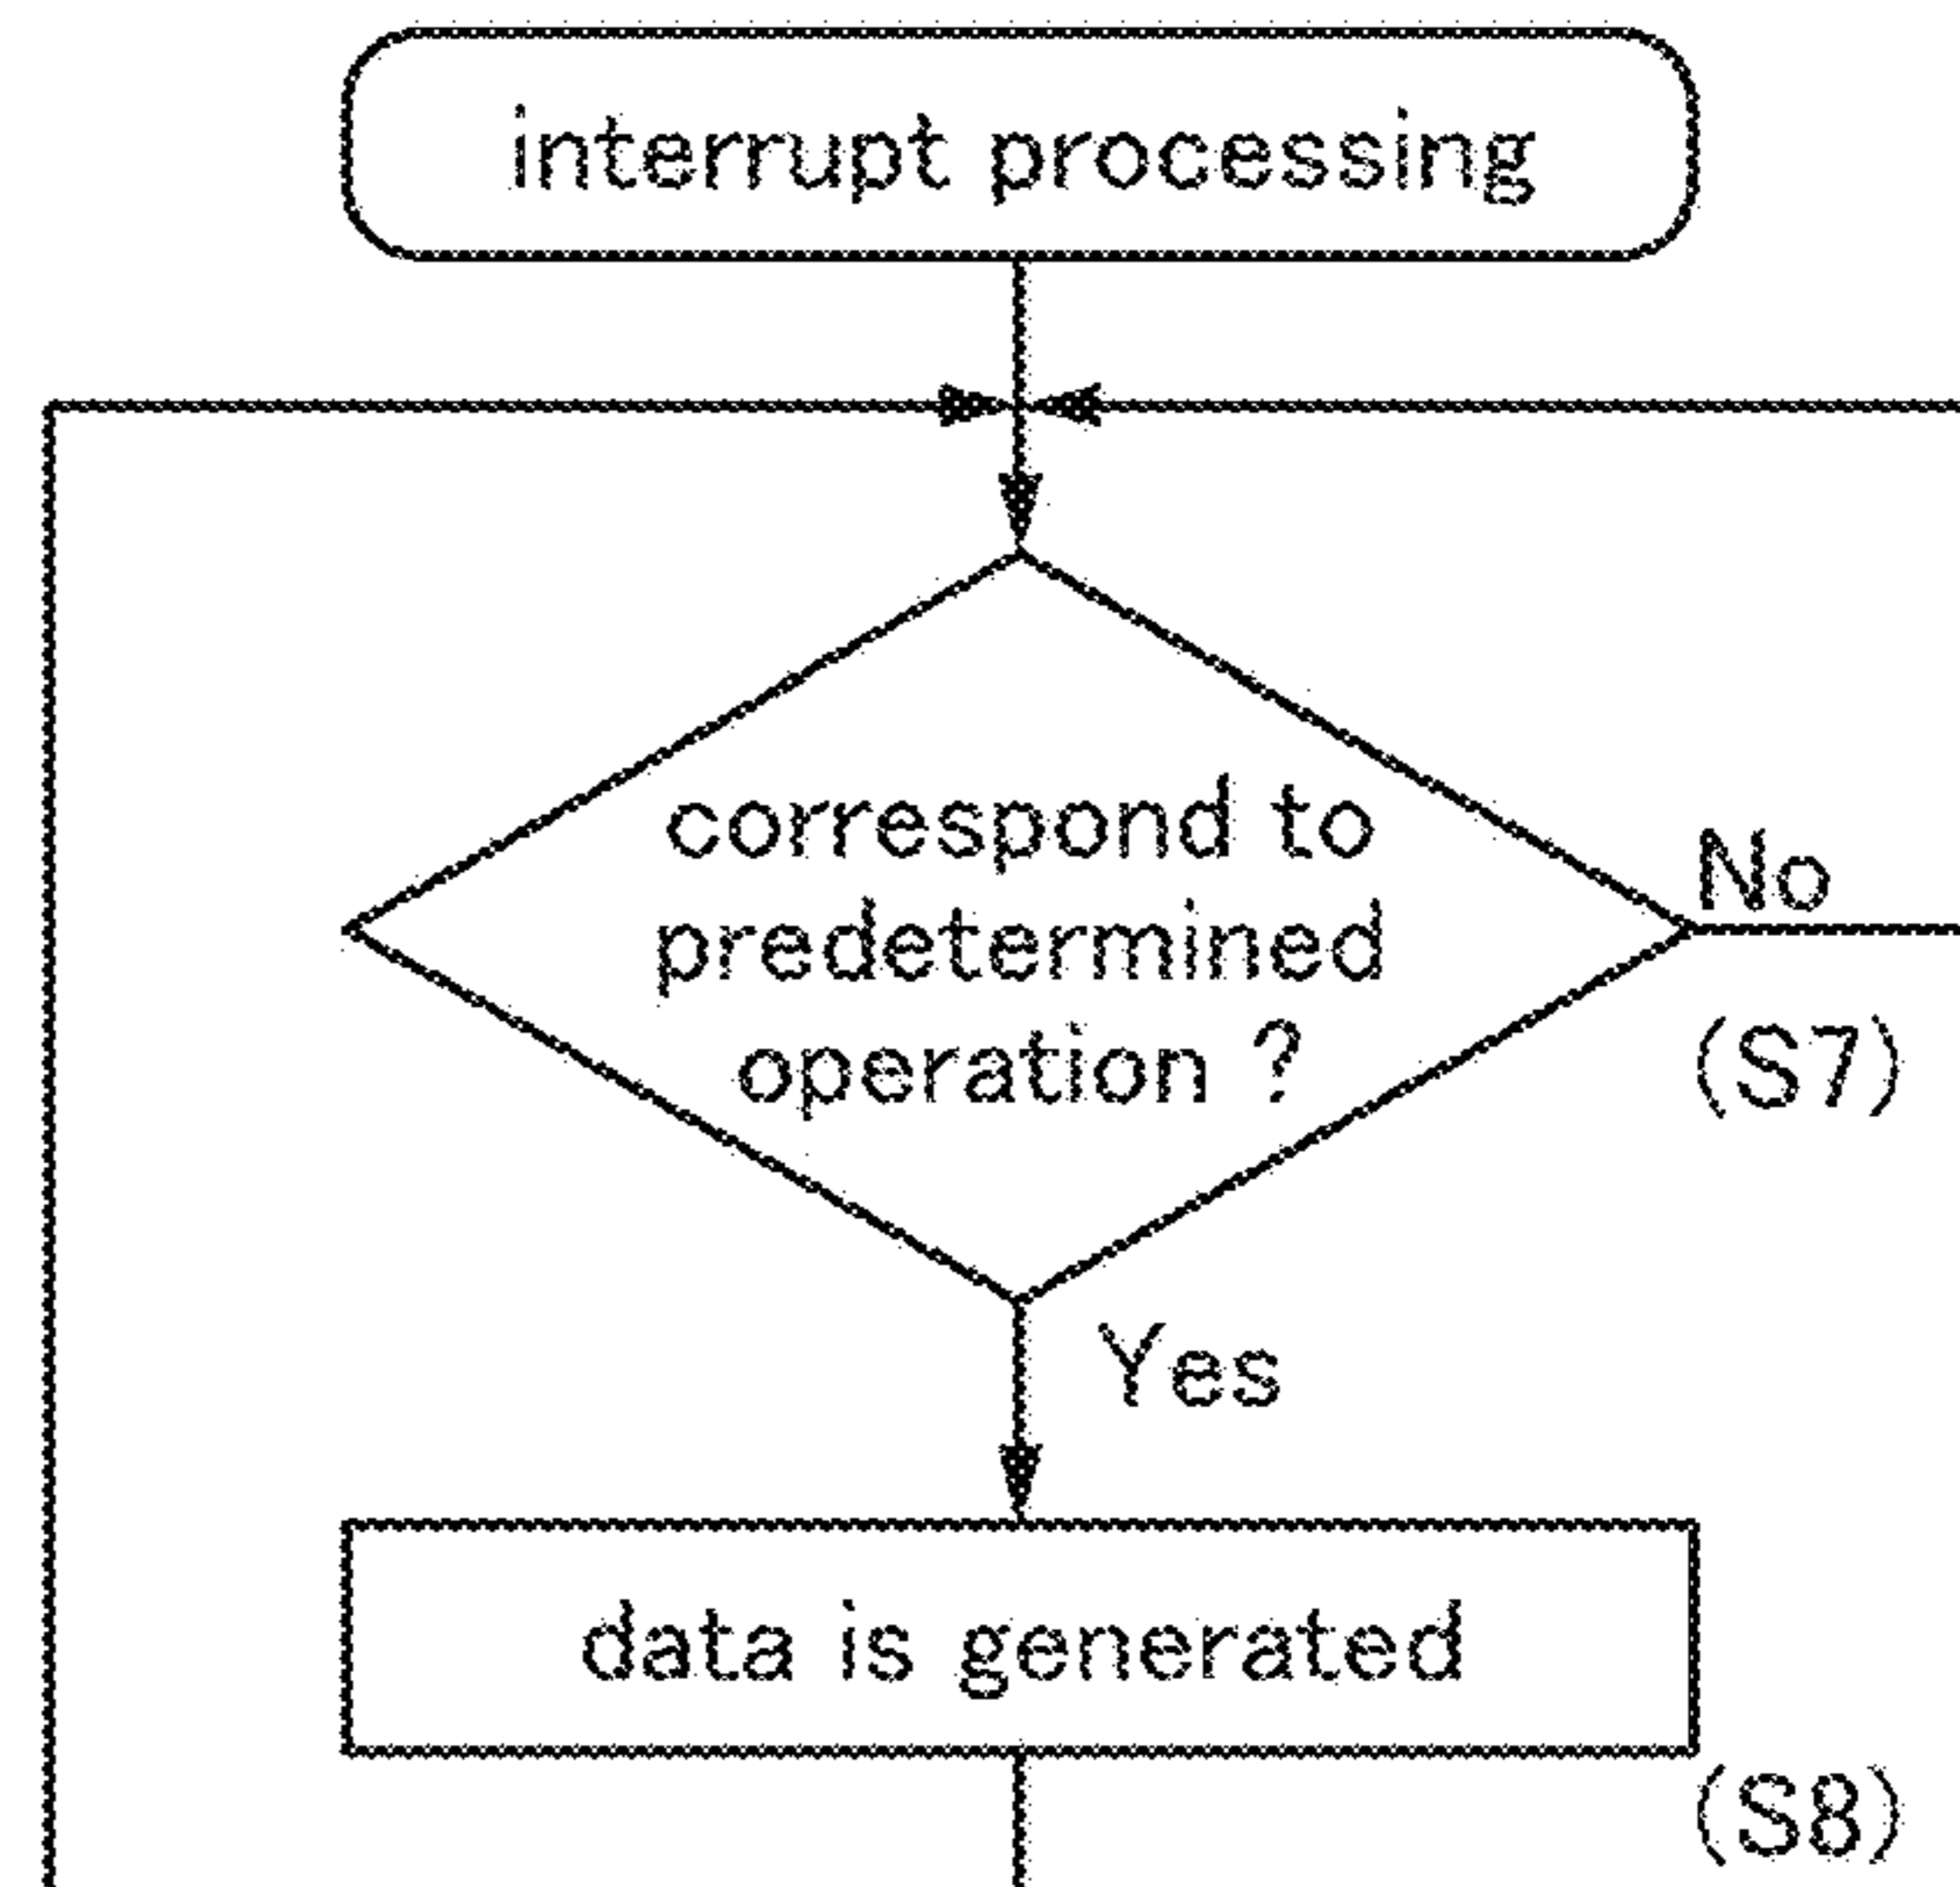 interrupt processing
correspond to
No
predetermined
operation ?
(S7)
Yes
data is generated
(S8)